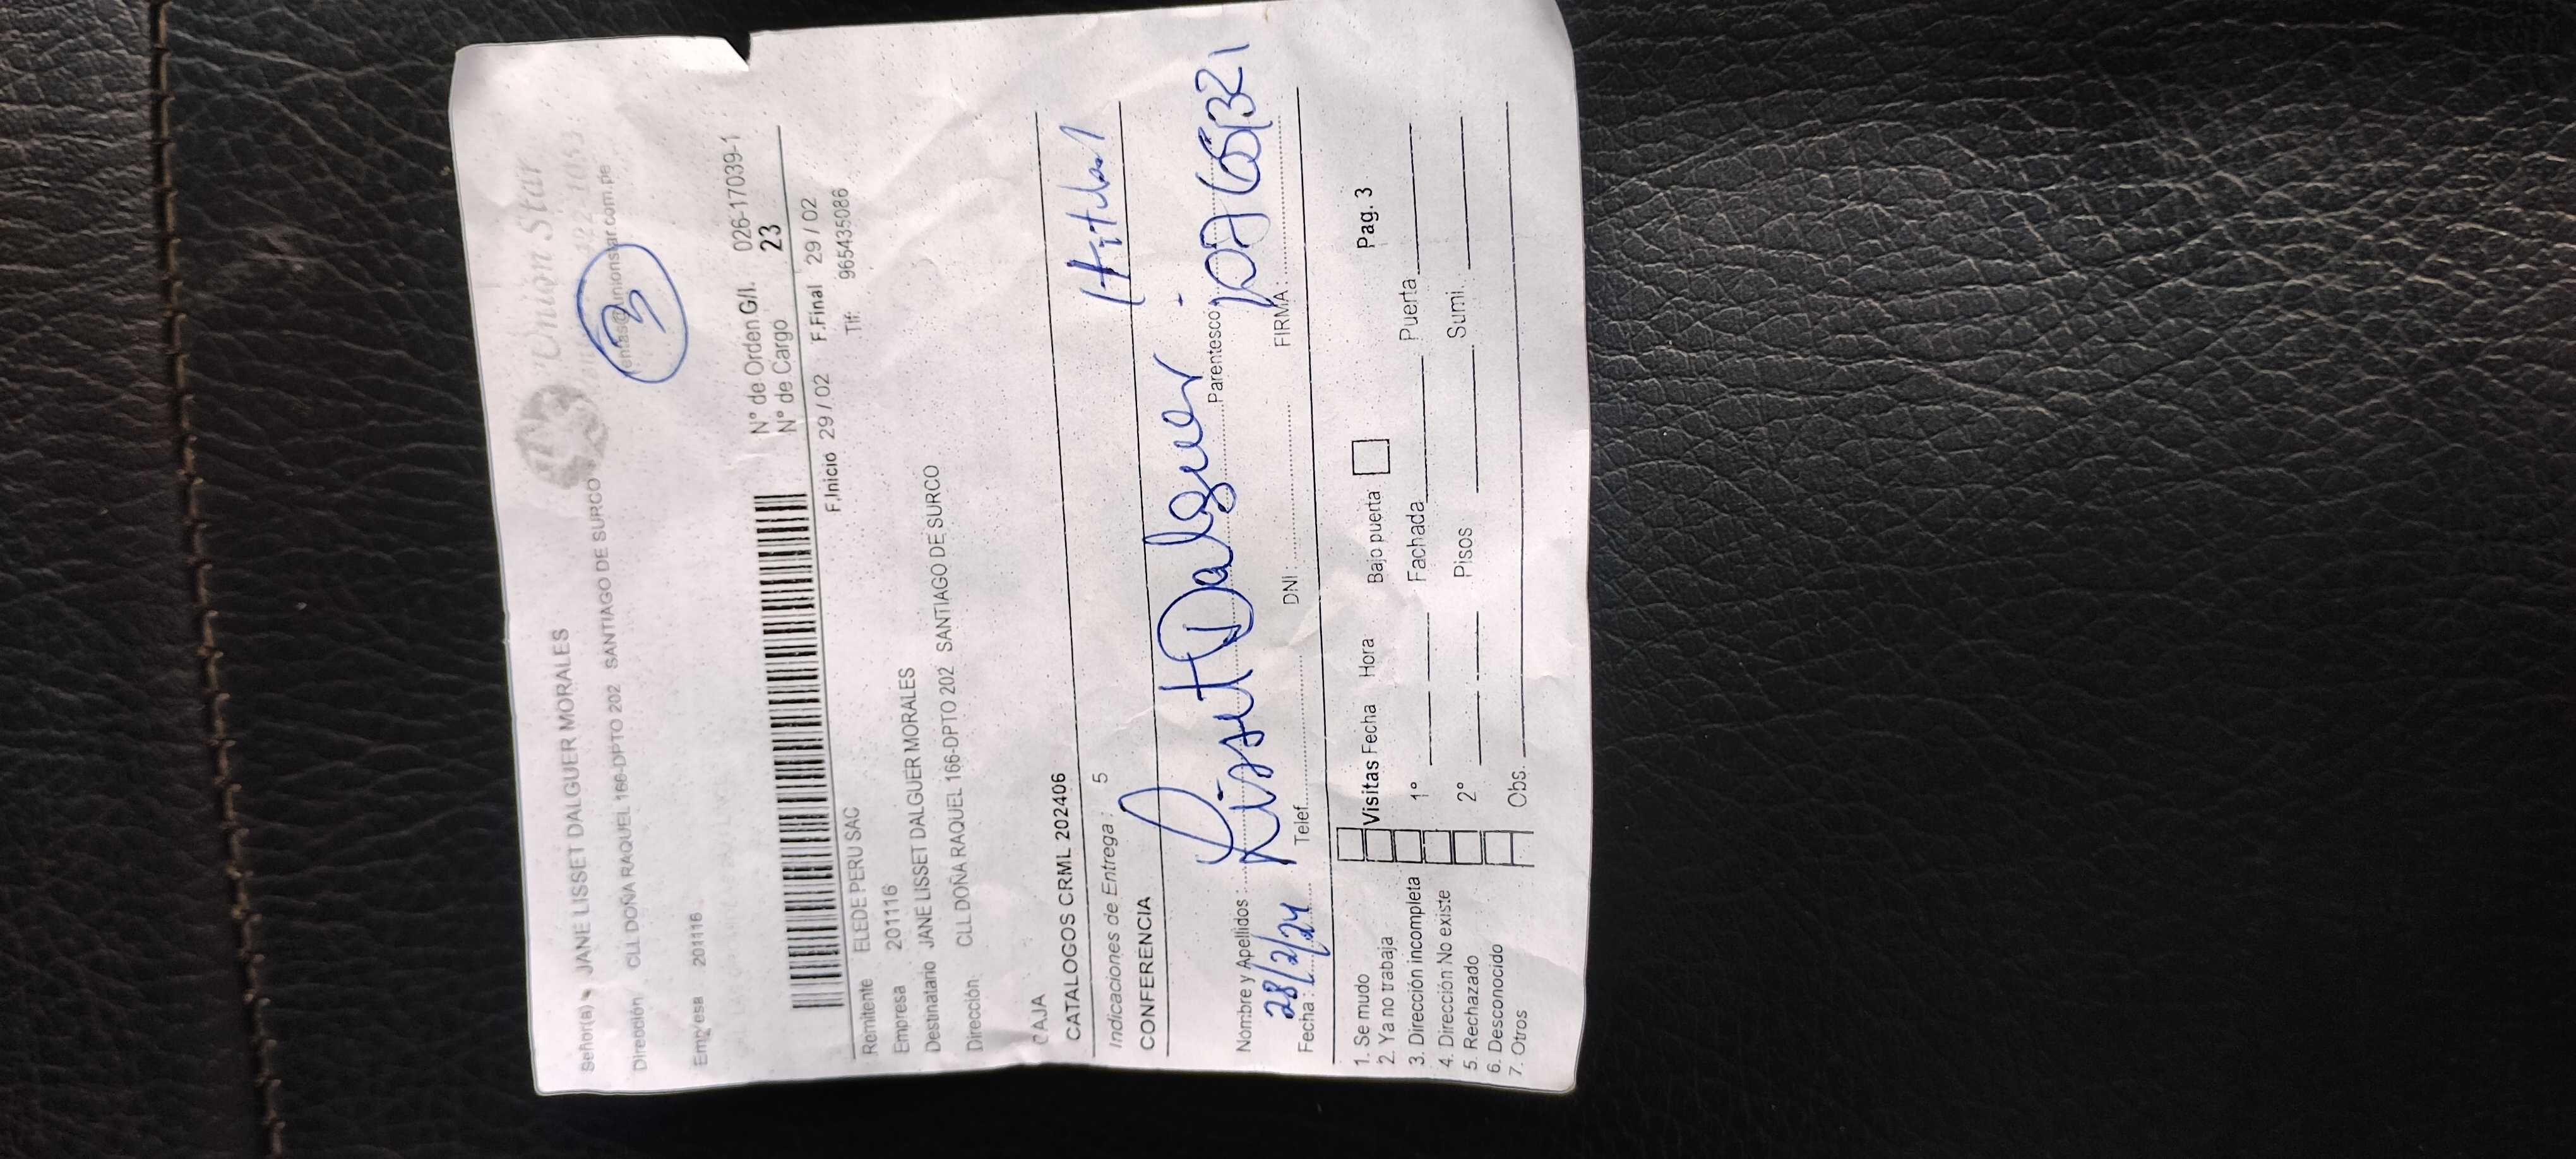 Señor(a) JANE LISSET DALGUER MORALES
Unión Star
Dirección CLL DOÑA RAQUEL 166-DPTO 202 SANTIAGO DE SURCO
ventas@unionstar.com.pe
3
Empresa 201116
N° de Orden G/I. 026-17039-1
N° de Cargo 23
F.Inicio 29 / 02 F.Final 29 / 02
Remitente ELEDE PERU SAC Tlf: 965435086
Empresa 201116
Destinatario JANE LISSET DALGUER MORALES
Dirección: CLL DOÑA RAQUEL 166-DPTO 202 SANTIAGO DE SURCO
CAJA
CATALOGOS CRML 202406
Indicaciones de Entrega : 5
CONFERENCIA
(titular)
Nombre y Apellidos : Lisset Dalguer Parentesco :
28/2/24
Fecha : Telef. DNI : FIRMA :
1. Se mudo
2. Ya no trabaja
3. Dirección incompleta
4. Dirección No existe
5. Rechazado
6. Desconocido
7. Otros
Visitas Fecha Hora Bajo puerta Pag. 3
1° Fachada Puerta
2° Pisos Sumi.
Obs.